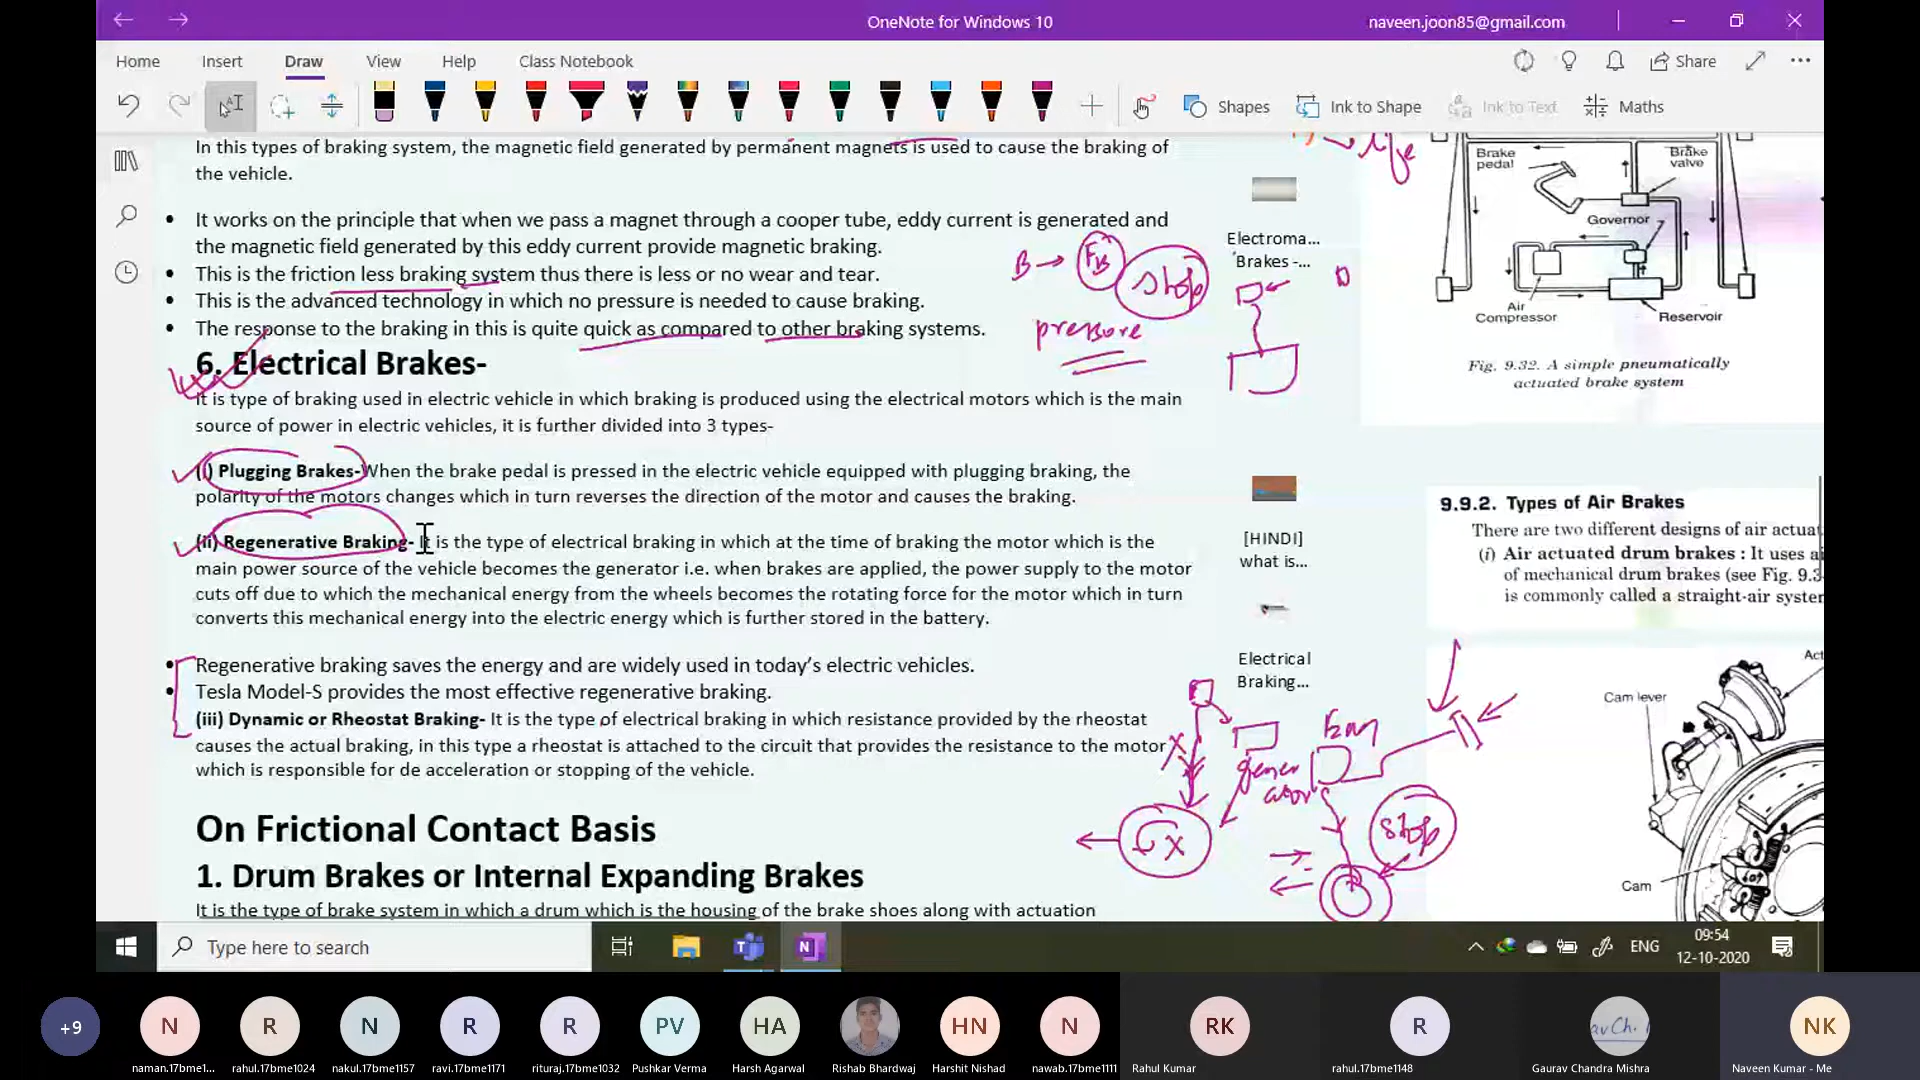 OneNote for Windows 10
naveen.joon85@gmail.com
Home
Insert
Draw
View
Help
Class Notebook
Share
Shapes
Ink to Shape
Ink to Text
Maths
In this types of braking system, the magnetic field generated by permanent magnets is used to cause the braking of
the vehicle.
• It works on the principle that when we pass a magnet through a cooper tube, eddy current is generated and
the magnetic field generated by this eddy current provide magnetic braking.
• This is the friction less braking system thus there is less or no wear and tear.
• This is the advanced technology in which no pressure is needed to cause braking.
• The response to the braking in this is quite quick as compared to other braking systems.
6. Electrical Brakes-
It is type of braking used in electric vehicle in which braking is produced using the electrical motors which is the main
source of power in electric vehicles, it is further divided into 3 types-
(i) Plugging Brakes-When the brake pedal is pressed in the electric vehicle equipped with plugging braking, the
polarity of the motors changes which in turn reverses the direction of the motor and causes the braking.
(ii) Regenerative Braking- It is the type of electrical braking in which at the time of braking the motor which is the
main power source of the vehicle becomes the generator i.e. when brakes are applied, the power supply to the motor
cuts off due to which the mechanical energy from the wheels becomes the rotating force for the motor which in turn
converts this mechanical energy into the electric energy which is further stored in the battery.
• Regenerative braking saves the energy and are widely used in today's electric vehicles.
• Tesla Model-S provides the most effective regenerative braking.
(iii) Dynamic or Rheostat Braking- It is the type of electrical braking in which resistance provided by the rheostat
causes the actual braking, in this type a rheostat is attached to the circuit that provides the resistance to the motor
which is responsible for de acceleration or stopping of the vehicle.
On Frictional Contact Basis
1. Drum Brakes or Internal Expanding Brakes
It is the type of brake system in which a drum which is the housing of the brake shoes along with actuation
life
B → FB
Stop
pressure
Electroma...
Brakes -...
[HINDI]
what is...
Electrical
Braking...
gener
ator
Stop
Brake
pedal
Brake
valve
Governor
Air
Compressor
Reservoir
Fig. 9.32. A simple pneumatically
actuated brake system
9.9.2. Types of Air Brakes
There are two different designs of air actua
(i) Air actuated drum brakes : It uses a
of mechanical drum brakes (see Fig. 9.3
is commonly called a straight-air system
Act
Cam lever
Cam
Type here to search
ENG
09:54
12-10-2020
+9
N
R
N
R
R
PV
HA
HN
N
RK
R
NK
naman.17bme1...
rahul.17bme1024
nakul.17bme1157
ravi.17bme1171
rituraj.17bme1032
Pushkar Verma
Harsh Agarwal
Rishab Bhardwaj
Harshit Nishad
nawab.17bme1111
Rahul Kumar
rahul.17bme1148
Gaurav Chandra Mishra
Naveen Kumar - Me